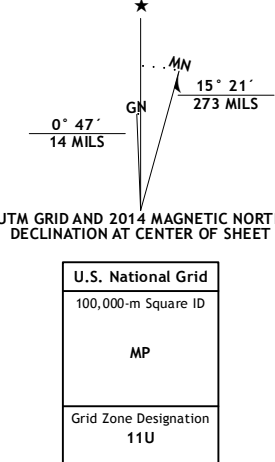 ★
MN
15° 21´
273 MILS
GN
0° 47´
14 MILS
UTM GRID AND 2014 MAGNETIC NORT
DECLINATION AT CENTER OF SHEET
U.S. National Grid
100,000-m Square ID
MP
Grid Zone Designation
11U